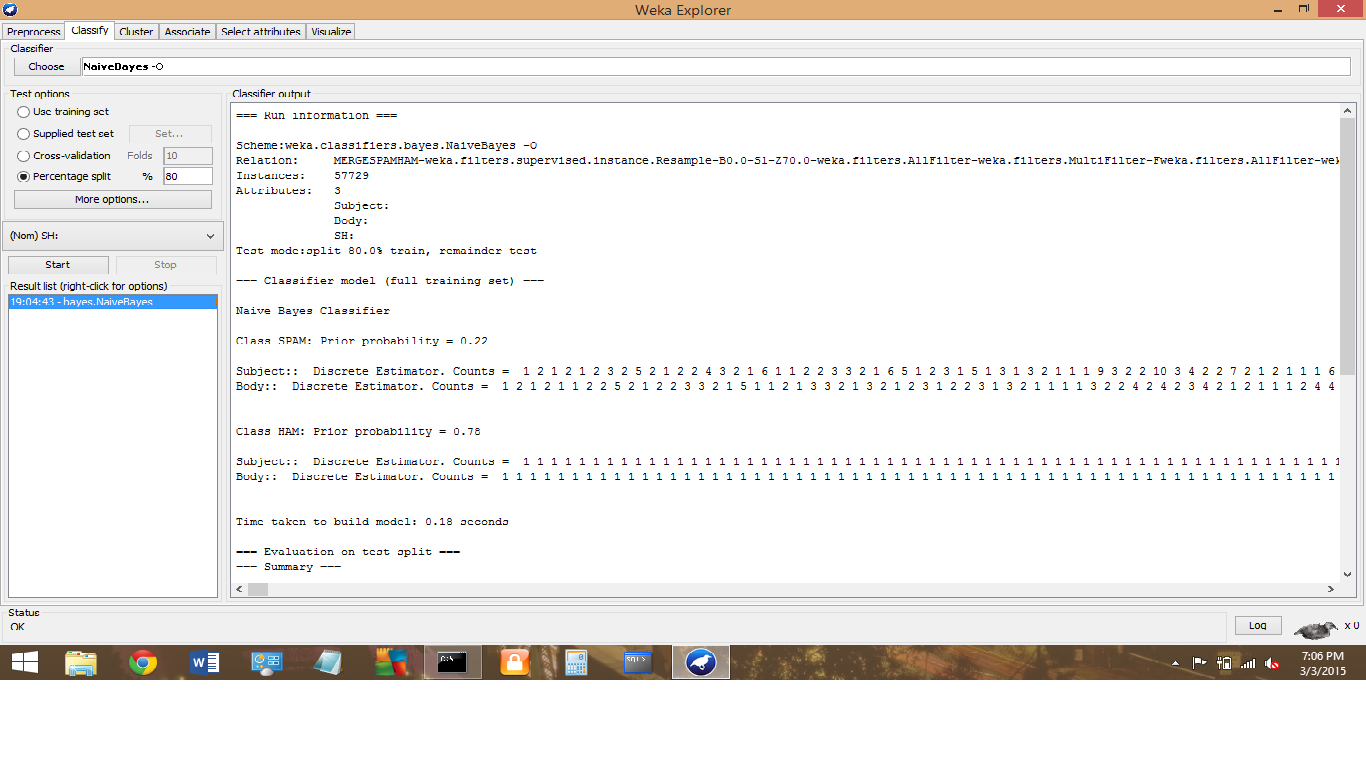 Weka Explorer
Preprocess Classify Cluster Associate Select attributes Visualize
Classifier
Choose NaiveBayes -O
Test options
Use training set
Supplied test set Set...
Cross-validation Folds 10
Percentage split % 80
More options...
(Nom) SH:
Start Stop
Result list (right-click for options)
19:04:43 - bayes.NaiveBayes
Classifier output
=== Run information ===
Scheme:weka.classifiers.bayes.NaiveBayes -O
Relation: MERGESPAMHAM-weka.filters.supervised.instance.Resample-B0.0-S1-Z70.0-weka.filters.AllFilter-weka.filters.MultiFilter-Fweka.filters.AllFilter-wek
Instances: 57729
Attributes: 3
Subject:
Body:
SH:
Test mode:split 80.0% train, remainder test
=== Classifier model (full training set) ===
Naive Bayes Classifier
Class SPAM: Prior probability = 0.22
Subject:: Discrete Estimator. Counts = 1 2 1 2 1 2 3 2 5 2 1 2 2 4 3 2 1 6 1 1 2 2 3 3 2 1 6 5 1 2 3 1 5 1 3 1 3 2 1 1 1 9 3 2 2 10 3 4 2 2 7 2 1 2 1 1 1 6
Body:: Discrete Estimator. Counts = 1 2 1 2 1 1 2 2 5 2 1 2 2 3 3 2 1 5 1 1 2 1 3 3 2 1 3 2 1 2 3 1 2 2 3 1 3 2 1 1 1 1 3 2 2 4 2 4 2 3 4 2 1 2 1 1 1 2 4 4
Class HAM: Prior probability = 0.78
Subject:: Discrete Estimator. Counts = 1 1 1 1 1 1 1 1 1 1 1 1 1 1 1 1 1 1 1 1 1 1 1 1 1 1 1 1 1 1 1 1 1 1 1 1 1 1 1 1 1 1 1 1 1 1 1 1 1 1 1 1 1 1 1 1 1 1 1
Body:: Discrete Estimator. Counts = 1 1 1 1 1 1 1 1 1 1 1 1 1 1 1 1 1 1 1 1 1 1 1 1 1 1 1 1 1 1 1 1 1 1 1 1 1 1 1 1 1 1 1 1 1 1 1 1 1 1 1 1 1 1 1 1 1 1 1 1
Time taken to build model: 0.18 seconds
=== Evaluation on test split ===
=== Summary ===
Status
OK
Log
x 0
7:06 PM
3/3/2015